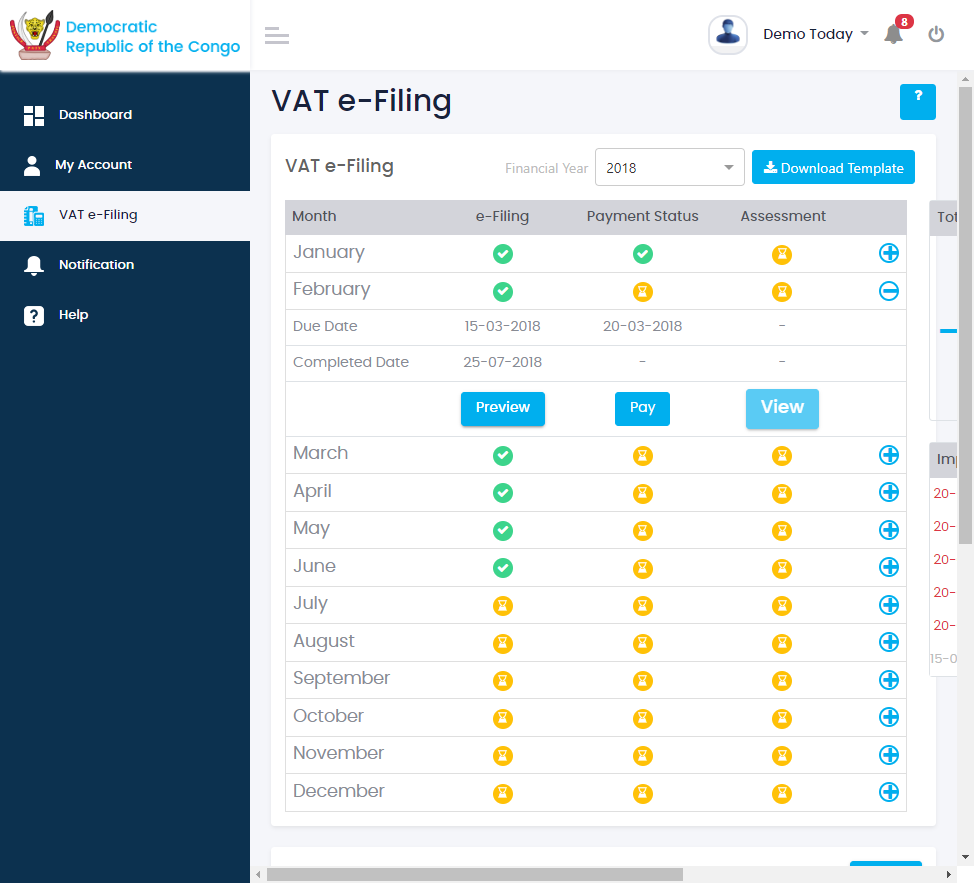 Democratic
Republic of the Congo
Demo Today
8
Dashboard
My Account
VAT e-Filing
Notification
Help
VAT e-Filing
?
VAT e-Filing
Financial Year
2018
Download Template
Month e-Filing Payment Status Assessment
January
February
Due Date 15-03-2018 20-03-2018 -
Completed Date 25-07-2018 - -
Preview Pay View
March
April
May
June
July
August
September
October
November
December
Tot
Imp
20-
20-
20-
20-
20-
15-0